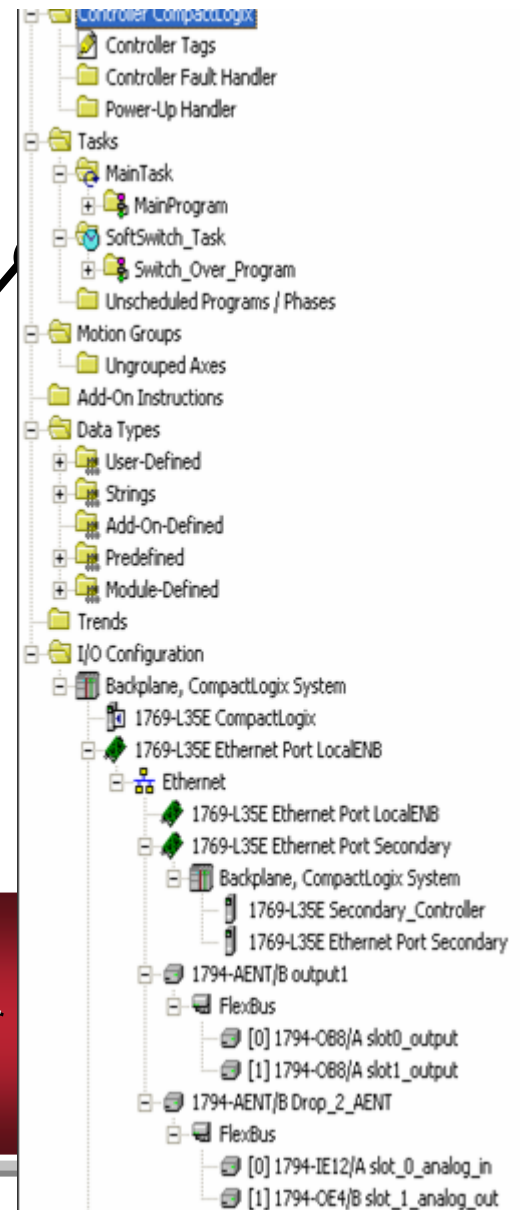 Controller CompactLogix
Controller Tags
Controller Fault Handler
Power-Up Handler
Tasks
MainTask
MainProgram
SoftSwitch_Task
Switch_Over_Program
Unscheduled Programs / Phases
Motion Groups
Ungrouped Axes
Add-On Instructions
Data Types
User-Defined
Strings
Add-On-Defined
Predefined
Module-Defined
Trends
I/O Configuration
Backplane, CompactLogix System
1769-L35E CompactLogix
1769-L35E Ethernet Port LocalENB
Ethernet
1769-L35E Ethernet Port LocalENB
1769-L35E Ethernet Port Secondary
Backplane, CompactLogix System
1769-L35E Secondary_Controller
1769-L35E Ethernet Port Secondary
1794-AENT/B output1
FlexBus
[0] 1794-OB8/A slot0_output
[1] 1794-OB8/A slot1_output
1794-AENT/B Drop_2_AENT
FlexBus
[0] 1794-IE12/A slot_0_analog_in
[1] 1794-OE4/B slot_1_analog_out